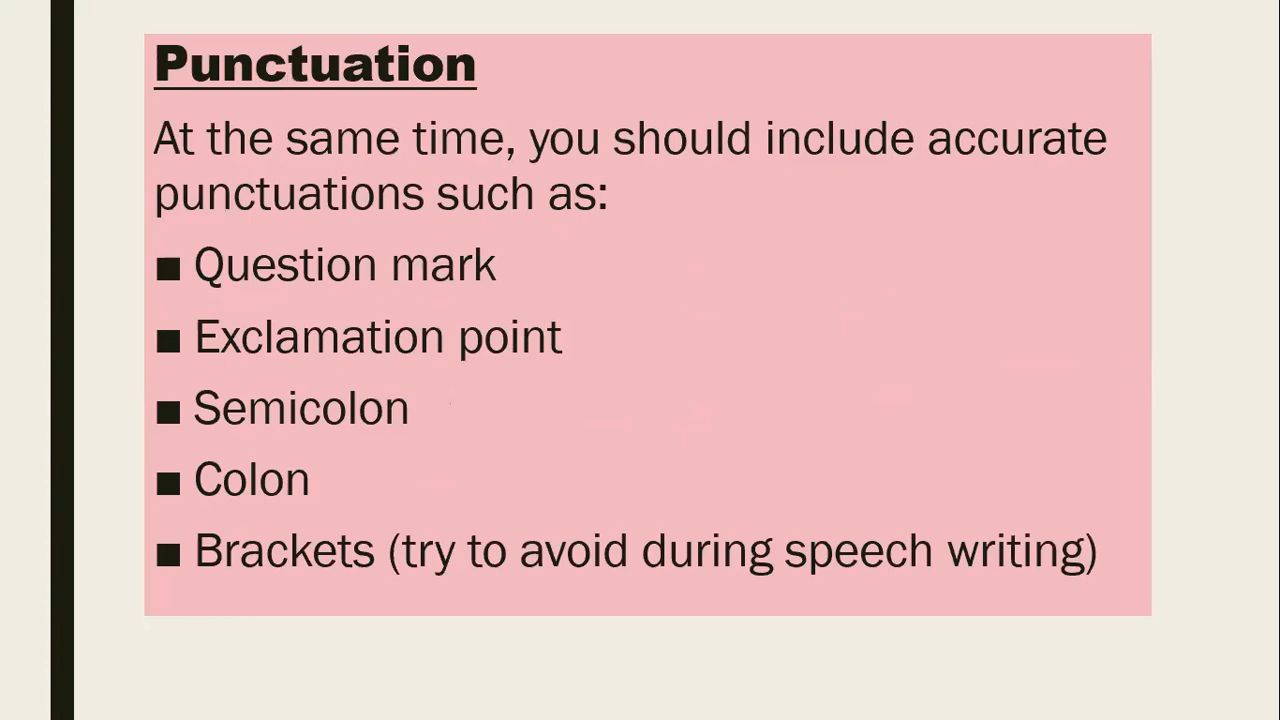 Punctuation
At the same time, you should include accurate
punctuations such as:
■ Question mark
■ Exclamation point
■ Semicolon
■ Colon
■ Brackets (try to avoid during speech writing)